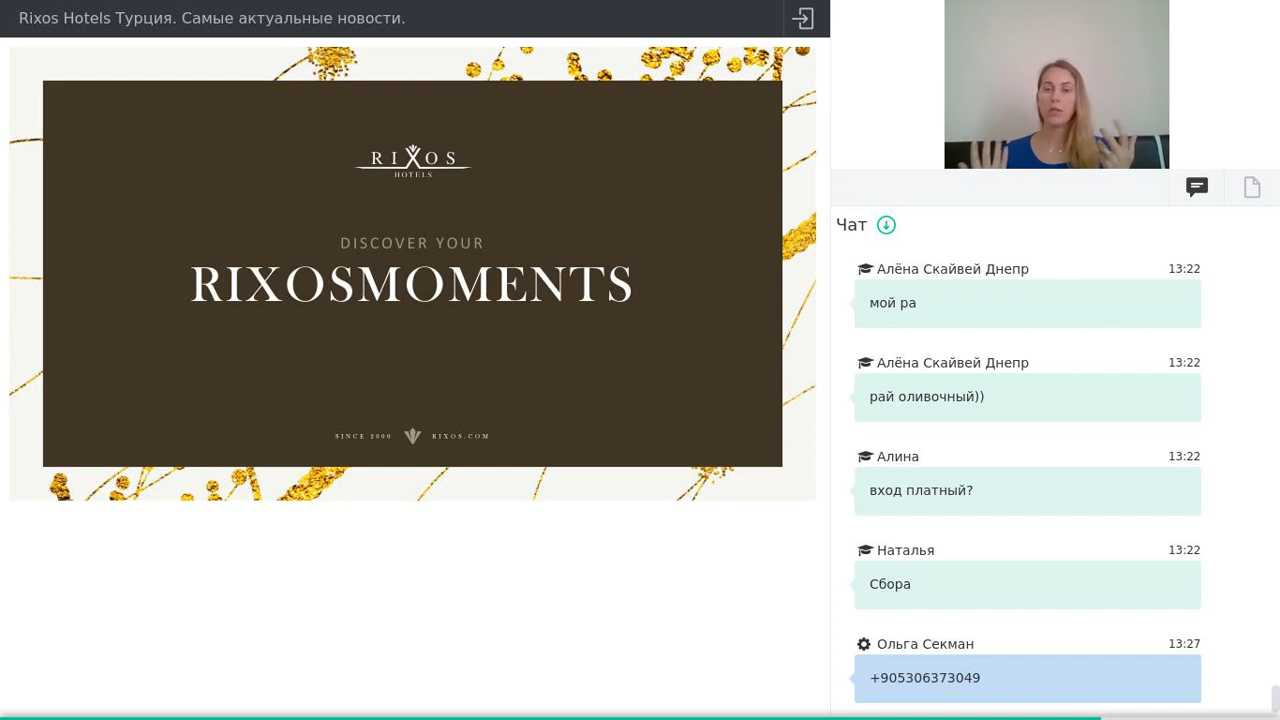 Rixos Hotels Турция. Самые актуальные новости.
RIXOS
HOTELS
DISCOVER YOUR
RIXOSMOMENTS
SINCE 2000 RIXOS.COM
Чат
Алёна Скайвей Днепр 13:22
мой ра
Алёна Скайвей Днепр 13:22
рай оливочный))
Алина 13:22
вход платный?
Наталья 13:22
Сбора
Ольга Секман 13:27
+905306373049